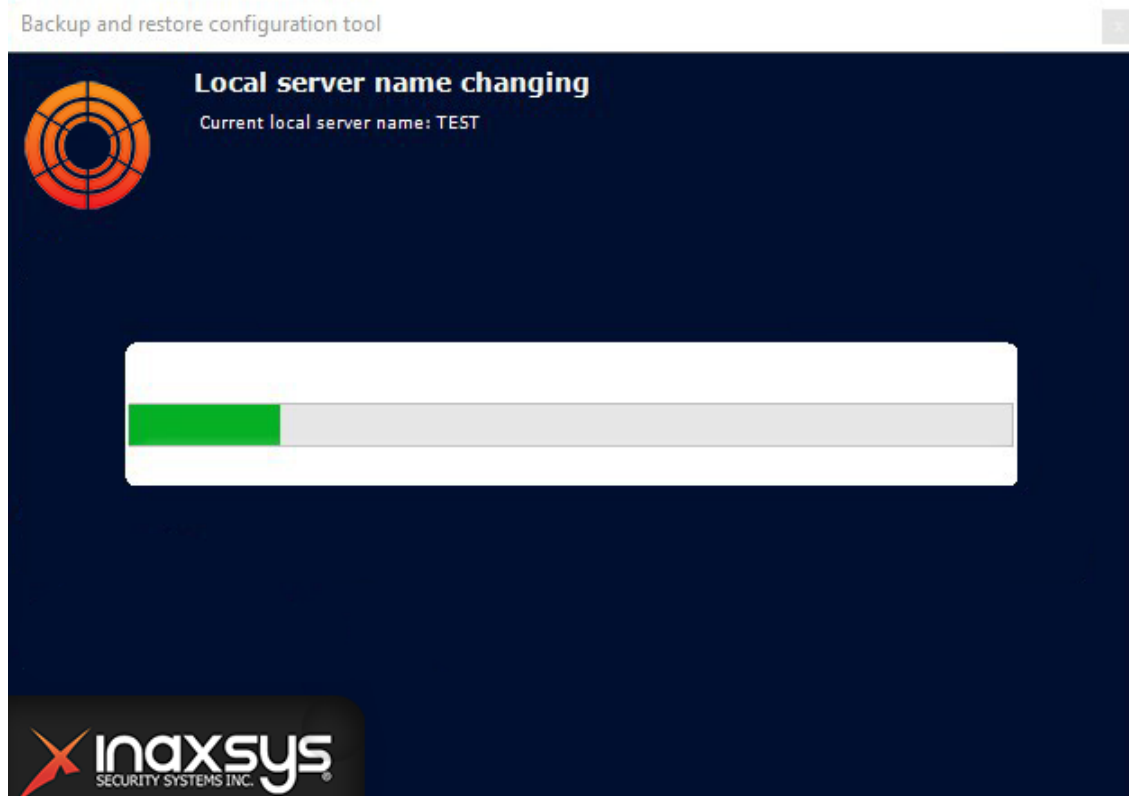 Backup and restore configuration tool
Local server name changing
Current local server name: TEST
inaxsys
SECURITY SYSTEMS INC.